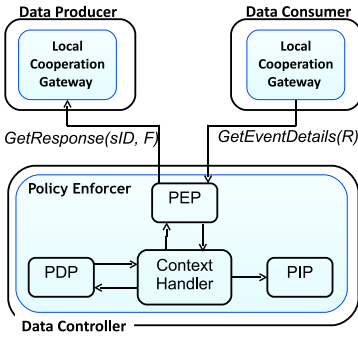 Data Producer
Data Consumer
Local
Cooperation
Gateway
Local
Cooperation
Gateway
GetResponse(sID, F)
GetEventDetails(R)
Policy Enforcer
PEP
PDP
Context
Handler
PIP
Data Controller